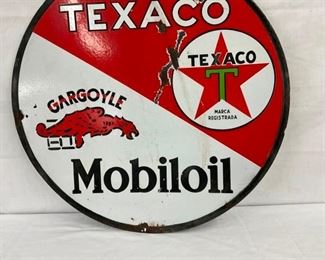 TEXACO
TEXACO
T
MARCA
REGISTRADA
GARGOYLE
Mobiloil